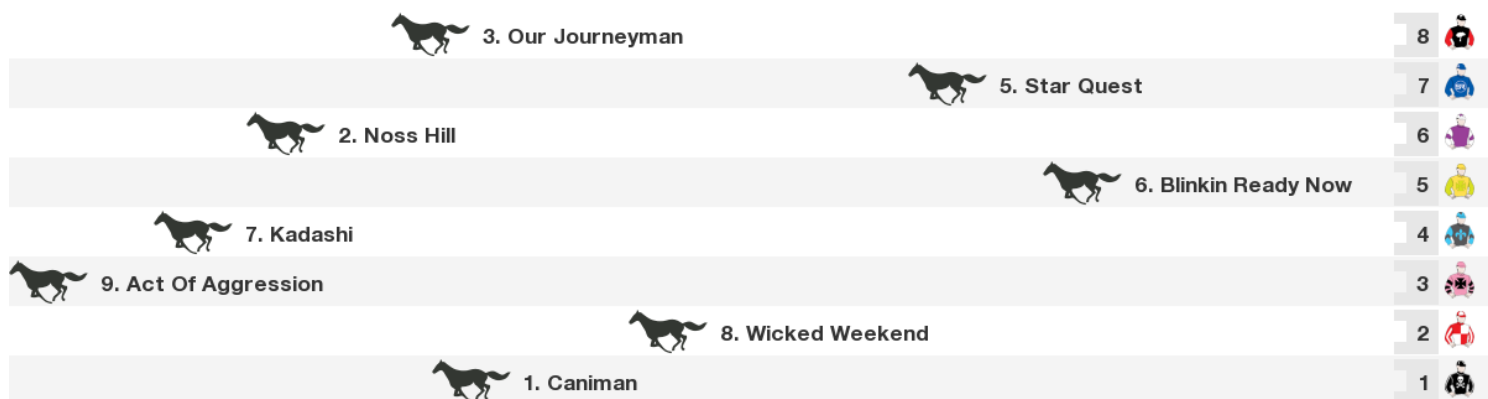 3. Our Journeyman 8
5. Star Quest 7
2. Noss Hill 6
6. Blinkin Ready Now 5
7. Kadashi 4
9. Act Of Aggression 3
8. Wicked Weekend 2
1. Caniman 1